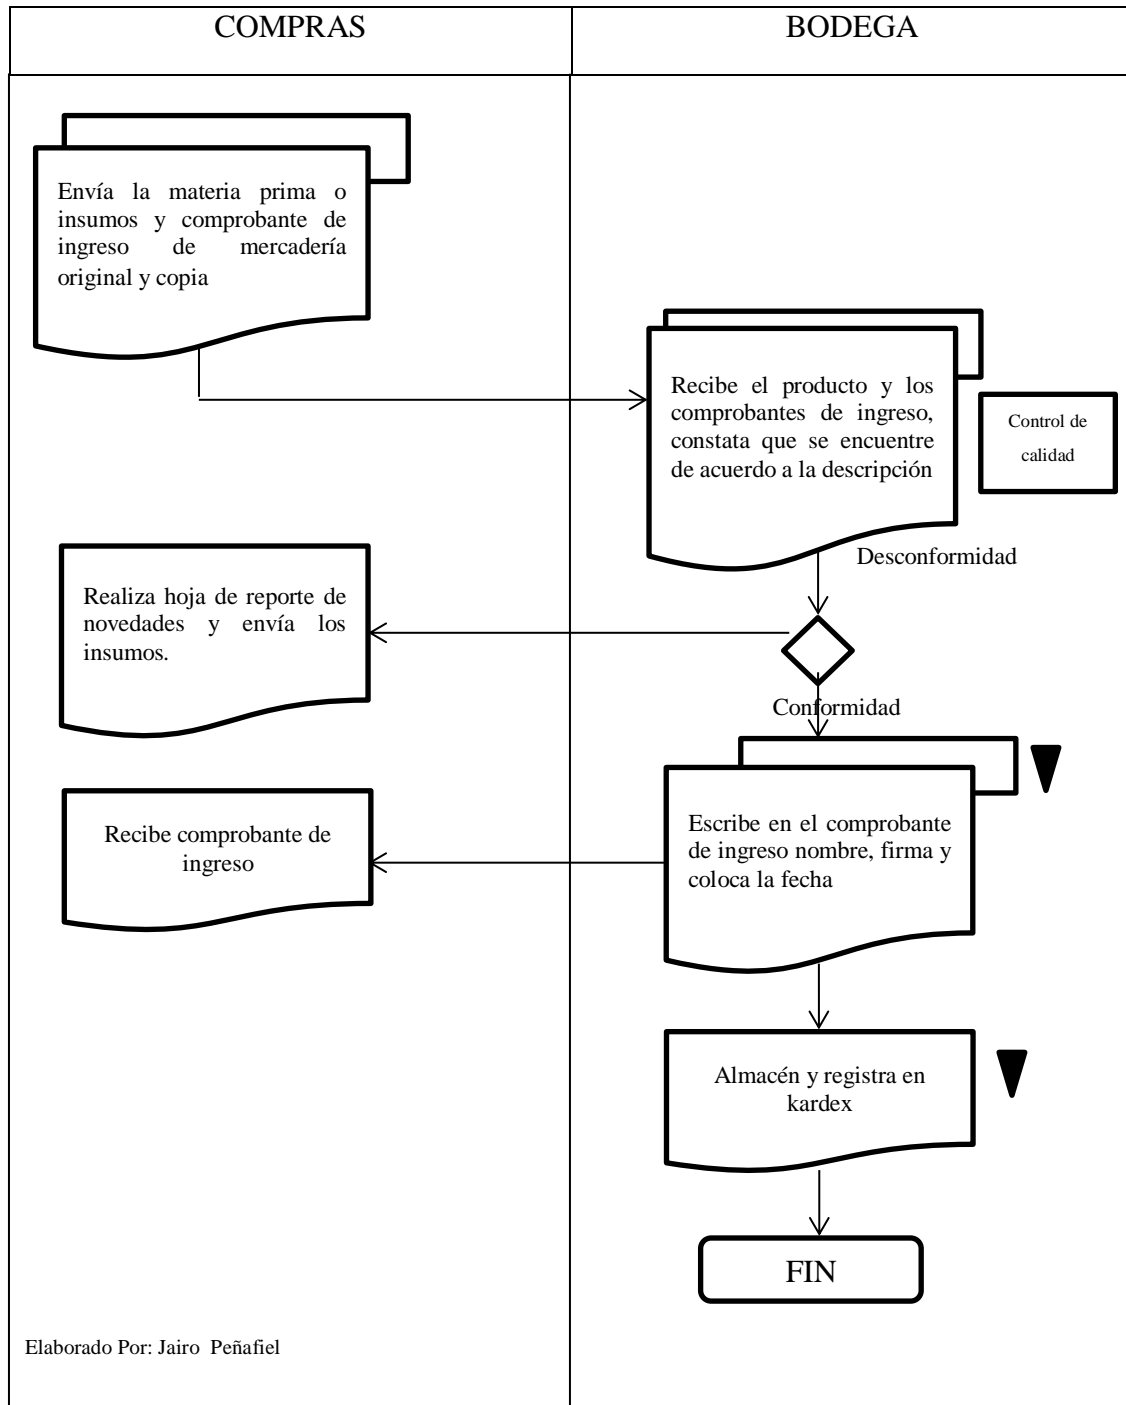 COMPRAS
BODEGA
Envía la materia prima o
insumos y comprobante de
ingreso de mercadería
original y copia
Recibe el producto y los
comprobantes de ingreso,
constata que se encuentre
de acuerdo a la descripción
Control de
calidad
Desconformidad
Realiza hoja de reporte de
novedades y envía los
insumos.
Conformidad
Escribe en el comprobante
de ingreso nombre, firma y
coloca la fecha
Recibe comprobante de
ingreso
Almacén y registra en
kardex
FIN
Elaborado Por: Jairo  Peñafiel